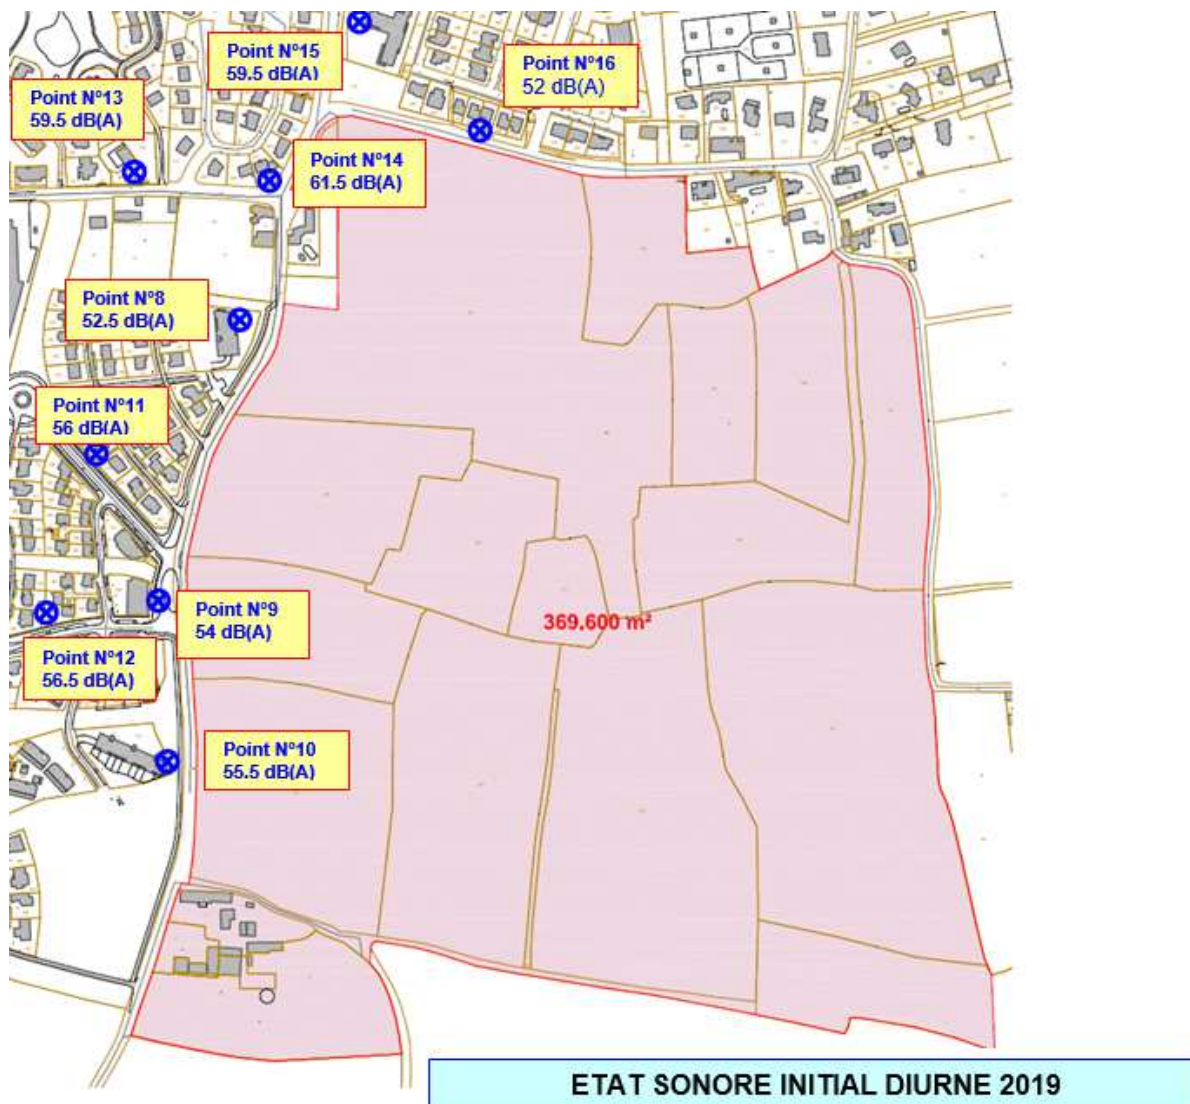 Point N°15
59.5 dB(A)
Point N°16
52 dB(A)
Point N°13
59.5 dB(A)
Point N°14
61.5 dB(A)
Point N°8
52.5 dB(A)
Point N°11
56 dB(A)
369.600 m²
Point N°9
54 dB(A)
Point N°12
56.5 dB(A)
Point N°10
55.5 dB(A)
ETAT SONORE INITIAL DIURNE 2019